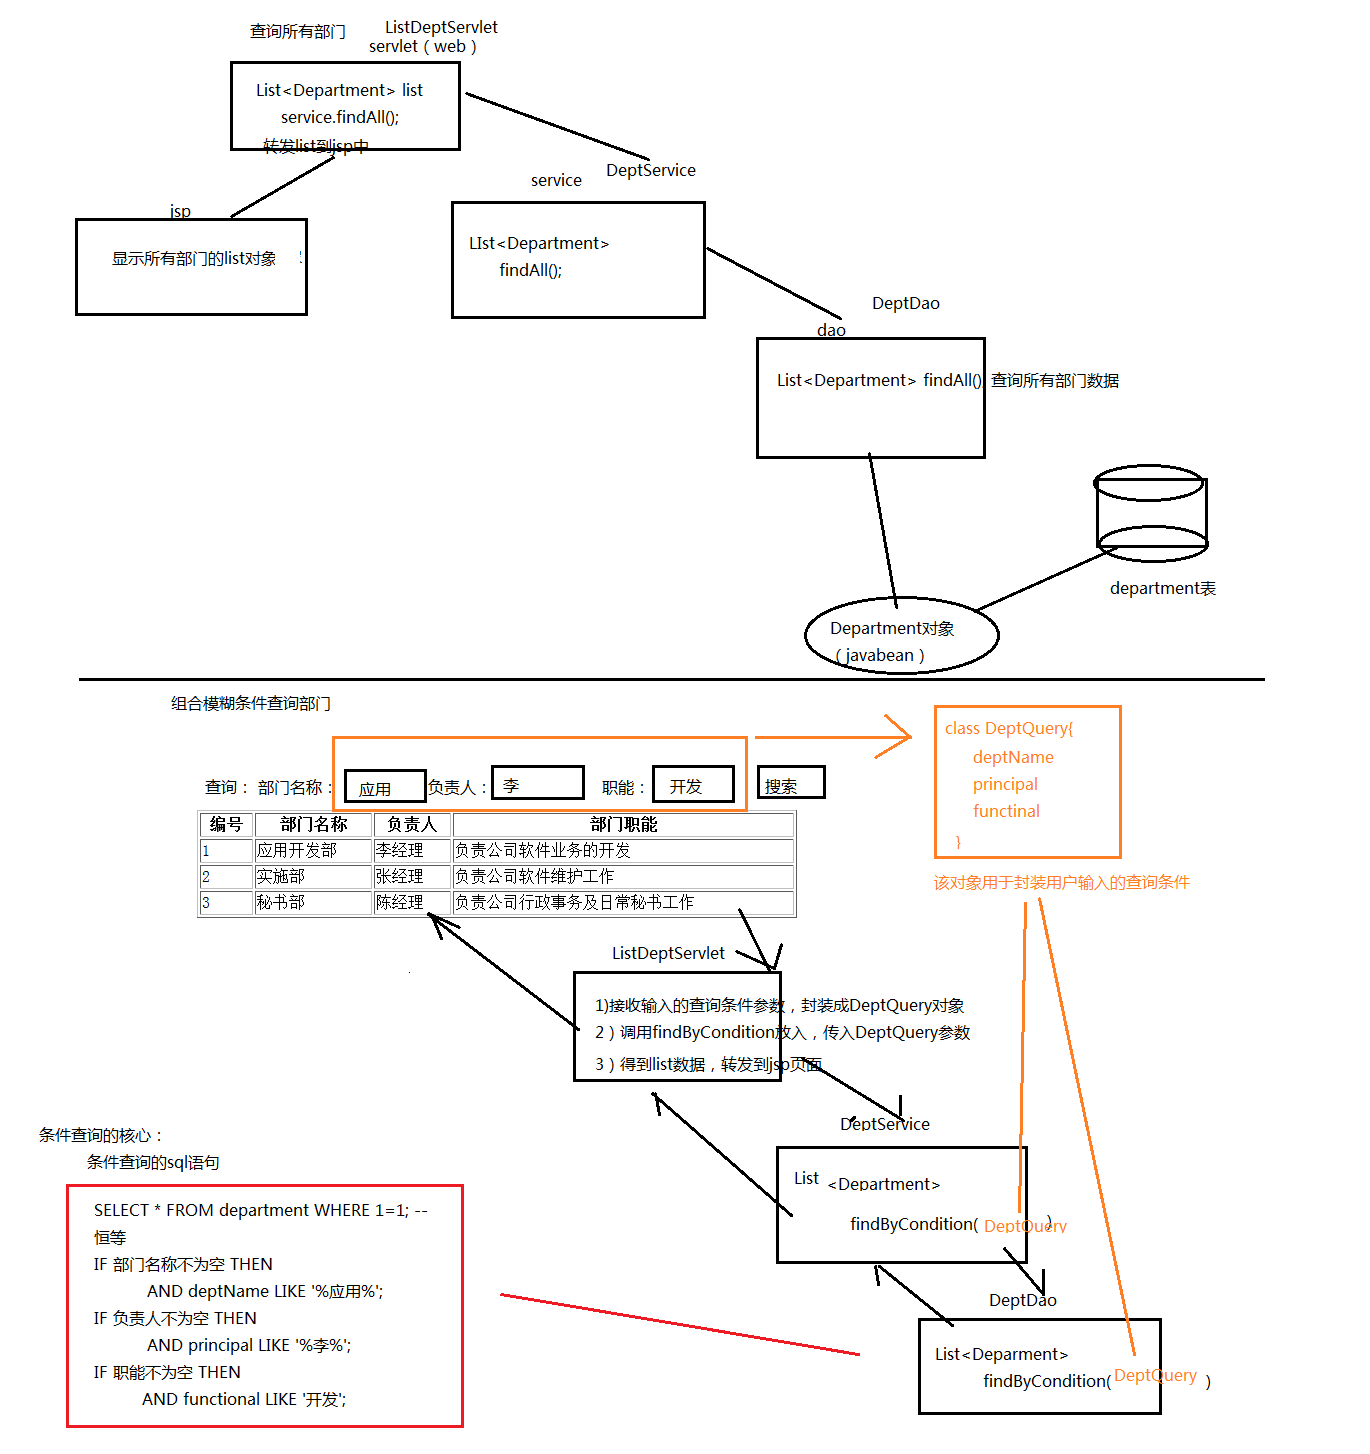 查询所有部门
ListDeptServlet
servlet（web）
List<Department> list
service.findAll();
转发list到jsp中
DeptService
service
jsp
显示所有部门的list对象
LIst<Department>
findAll();
DeptDao
dao
List<Department> findAll() 查询所有部门数据
department表
Department对象
（javabean）
组合模糊条件查询部门
class DeptQuery{
deptName
principal
functinal
}
该对象用于封装用户输入的查询条件
查询： 部门名称： 应用 负责人： 李 职能： 开发 搜索
编号 部门名称 负责人 部门职能
1 应用开发部 李经理 负责公司软件业务的开发
2 实施部 张经理 负责公司软件维护工作
3 秘书部 陈经理 负责公司行政事务及日常秘书工作
ListDeptServlet
1)接收输入的查询条件参数，封装成DeptQuery对象
2）调用findByCondition放入，传入DeptQuery参数
3）得到list数据，转发到jsp页面
DeptService
List <Department>
findByCondition( DeptQuery )
条件查询的核心：
条件查询的sql语句
SELECT * FROM department WHERE 1=1; --
恒等
IF 部门名称不为空 THEN
AND deptName LIKE '%应用%';
IF 负责人不为空 THEN
AND principal LIKE '%李%';
IF 职能不为空 THEN
AND functional LIKE '开发';
DeptDao
List<Deparment>
findByCondition( DeptQuery )